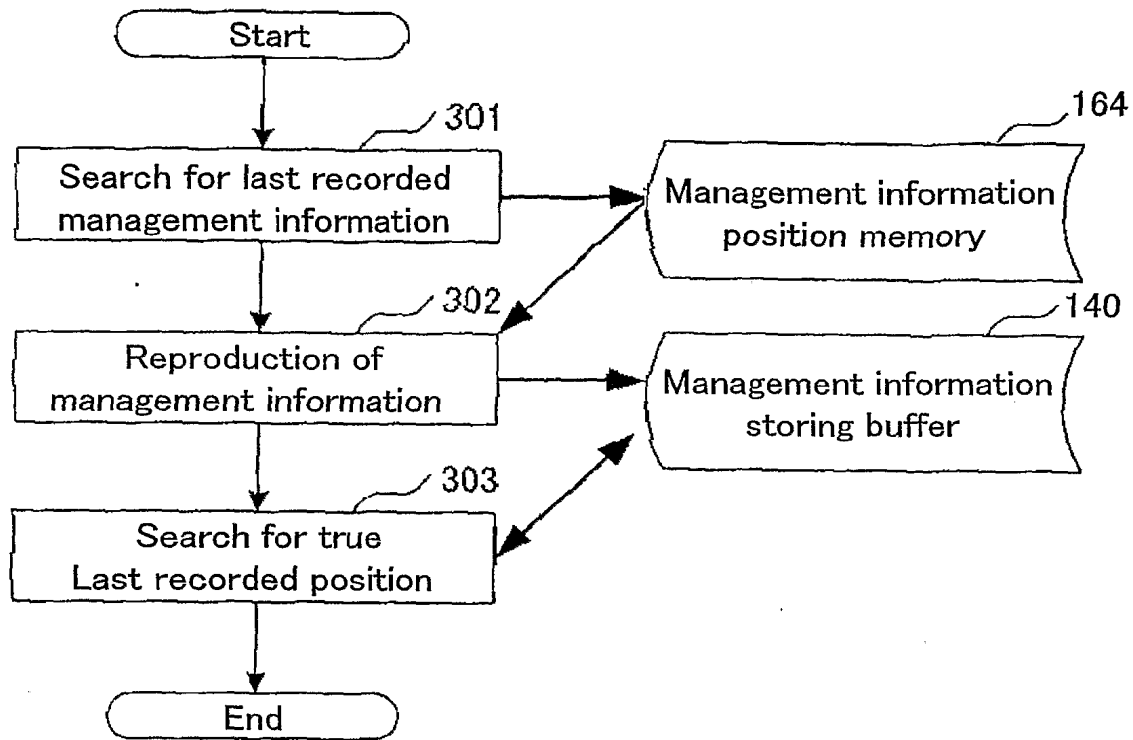 Start
301
Search for last recorded
management information
164
Management information
position memory
302
Reproduction of
management information
140
Management information
storing buffer
303
Search for true
Last recorded position
End